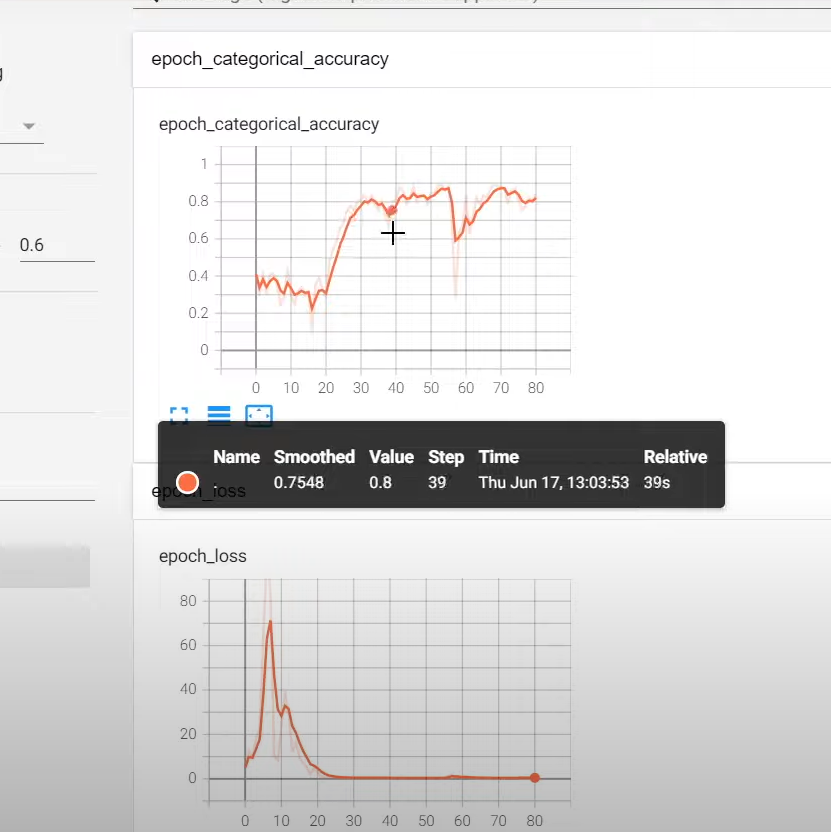 epoch_categorical_accuracy
epoch_categorical_accuracy
1
0.8
0.6
0.6
0.4
0.2
0
0 10 20 30 40 50 60 70 80
Name Smoothed Value Step Time Relative
. 0.7548 0.8 39 Thu Jun 17, 13:03:53 39s
epoch_loss
epoch_loss
80
60
40
20
0
0 10 20 30 40 50 60 70 80